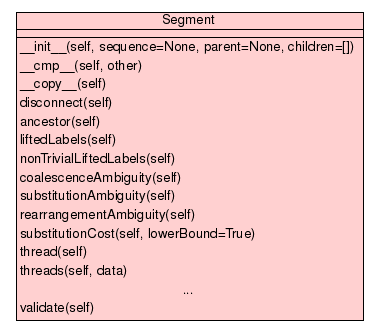 Segment
__init__(self, sequence=None, parent=None, children=[])
__cmp__(self, other)
__copy__(self)
disconnect(self)
ancestor(self)
liftedLabels(self)
nonTrivialLiftedLabels(self)
coalescenceAmbiguity(self)
substitutionAmbiguity(self)
rearrangementAmbiguity(self)
substitutionCost(self, lowerBound=True)
thread(self)
threads(self, data)
...
validate(self)